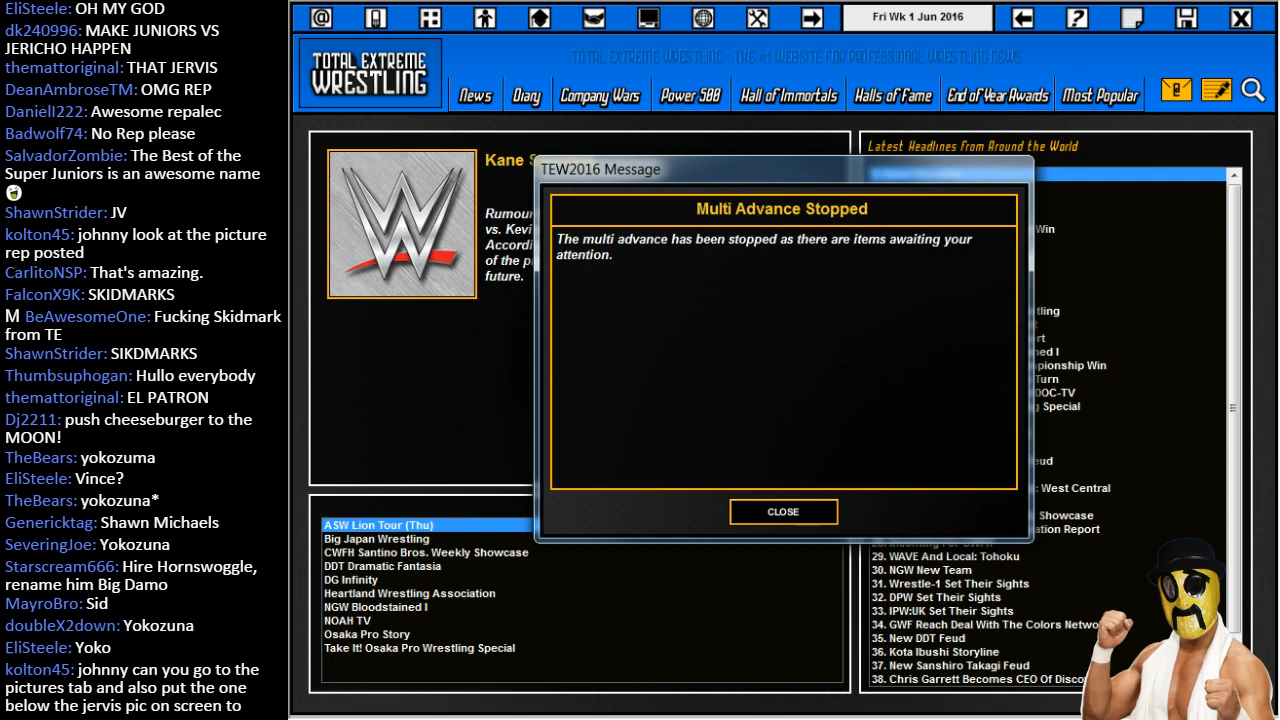 EliSteele: OH MY GOD
dk240996: MAKE JUNIORS VS
JERICHO HAPPEN
themattoriginal: THAT JERVIS
DeanAmbroseTM: OMG REP
Daniell222: Awesome repalec
Badwolf74: No Rep please
SalvadorZombie: The Best of the
Super Juniors is an awesome name
ShawnStrider: JV
kolton45: johnny look at the picture
rep posted
CarlitoNSP: That's amazing.
FalconX9K: SKIDMARKS
M BeAwesomeOne: Fucking Skidmark
from TE
ShawnStrider: SIKDMARKS
Thumbsuphogan: Hullo everybody
themattoriginal: EL PATRON
Dj2211: push cheeseburger to the
MOON!
TheBears: yokozuma
EliSteele: Vince?
TheBears: yokozuna*
Genericktag: Shawn Michaels
SeveringJoe: Yokozuna
Starscream666: Hire Hornswoggle,
rename him Big Damo
MayroBro: Sid
doubleX2down: Yokozuna
EliSteele: Yoko
kolton45: johnny can you go to the
pictures tab and also put the one
below the jervis pic on screen to
Fri Wk 1 Jun 2016
TOTAL EXTREME
WRESTLING
TOTAL EXTREME WRESTLING THE #1 WEBSITE FOR PROFESSIONAL WRESTLING NEWS
News Diary Company Wars Power 500 Hall of Immortals Halls of Fame End of Year Awards Most Popular
Kane S
Rumour
vs. Kevi
Accordi
of the p
future.
TEW2016 Message
Multi Advance Stopped
The multi advance has been stopped as there are items awaiting your
attention.
CLOSE
ASW Lion Tour (Thu)
Big Japan Wrestling
CWFH Santino Bros. Weekly Showcase
DDT Dramatic Fantasia
DG Infinity
Heartland Wrestling Association
NGW Bloodstained I
NOAH TV
Osaka Pro Story
Take It! Osaka Pro Wrestling Special
Latest Headlines From Around the World
Win
tling
rt
ned I
pionship Win
Turn
DOC-TV
g Special
eud
: West Central
Showcase
ation Report
29. WAVE And Local: Tohoku
30. NGW New Team
31. Wrestle-1 Set Their Sights
32. DPW Set Their Sights
33. IPW:UK Set Their Sights
34. GWF Reach Deal With The Colors Netwo
35. New DDT Feud
36. Kota Ibushi Storyline
37. New Sanshiro Takagi Feud
38. Chris Garrett Becomes CEO Of Disco